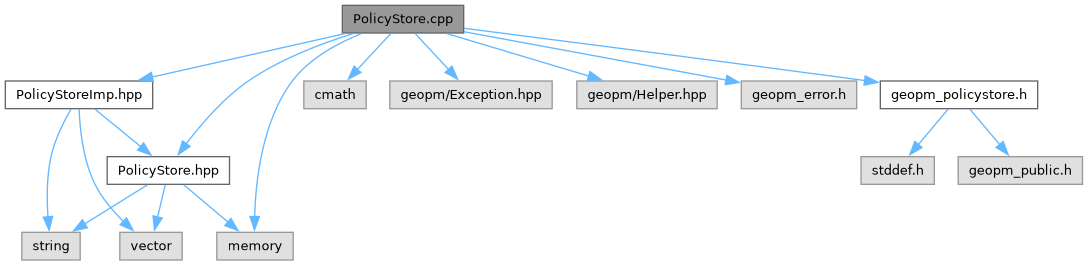 PolicyStore.cpp
PolicyStoreImp.hpp
cmath
geopm/Exception.hpp
geopm/Helper.hpp
geopm_error.h
geopm_policystore.h
PolicyStore.hpp
stddef.h
geopm_public.h
string
vector
memory